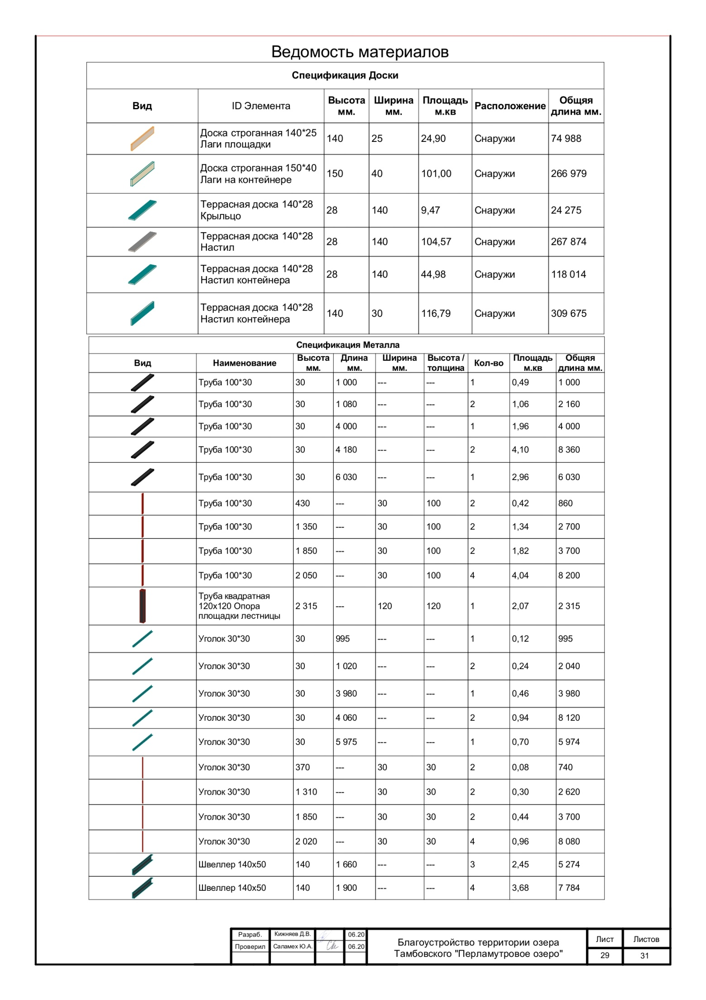 Ведомость материалов
Спецификация Доски
Вид ID Элемента Высота мм. Ширина мм. Площадь м.кв Расположение Общяя длина мм.
Доска строганная 140*25
Лаги площадки 140 25 24,90 Снаружи 74 988
Доска строганная 150*40
Лаги на контейнере 150 40 101,00 Снаружи 266 979
Террасная доска 140*28
Крыльцо 28 140 9,47 Снаружи 24 275
Террасная доска 140*28
Настил 28 140 104,57 Снаружи 267 874
Террасная доска 140*28
Настил контейнера 28 140 44,98 Снаружи 118 014
Террасная доска 140*28
Настил контейнера 140 30 116,79 Снаружи 309 675
Спецификация Металла
Вид Наименование Высота мм. Длина мм. Ширина мм. Высота / толщина Кол-во Площадь м.кв Общяя длина мм.
Труба 100*30 30 1 000 --- --- 1 0,49 1 000
Труба 100*30 30 1 080 --- --- 2 1,06 2 160
Труба 100*30 30 4 000 --- --- 1 1,96 4 000
Труба 100*30 30 4 180 --- --- 2 4,10 8 360
Труба 100*30 30 6 030 --- --- 1 2,96 6 030
Труба 100*30 430 --- 30 100 2 0,42 860
Труба 100*30 1 350 --- 30 100 2 1,34 2 700
Труба 100*30 1 850 --- 30 100 2 1,82 3 700
Труба 100*30 2 050 --- 30 100 4 4,04 8 200
Труба квадратная
120х120 Опора
площадки лестницы 2 315 --- 120 120 1 2,07 2 315
Уголок 30*30 30 995 --- --- 1 0,12 995
Уголок 30*30 30 1 020 --- --- 2 0,24 2 040
Уголок 30*30 30 3 980 --- --- 1 0,46 3 980
Уголок 30*30 30 4 060 --- --- 2 0,94 8 120
Уголок 30*30 30 5 975 --- --- 1 0,70 5 974
Уголок 30*30 370 --- 30 30 2 0,08 740
Уголок 30*30 1 310 --- 30 30 2 0,30 2 620
Уголок 30*30 1 850 --- 30 30 2 0,44 3 700
Уголок 30*30 2 020 --- 30 30 4 0,96 8 080
Швеллер 140х50 140 1 660 --- --- 3 2,45 5 274
Швеллер 140х50 140 1 900 --- --- 4 3,68 7 784
Разраб. Кижняев Д.В. 06.20
Проверил Саламех Ю.А. 06.20
Благоустройство территории озера
Тамбовского "Перламутровое озеро"
Лист Листов
29 31